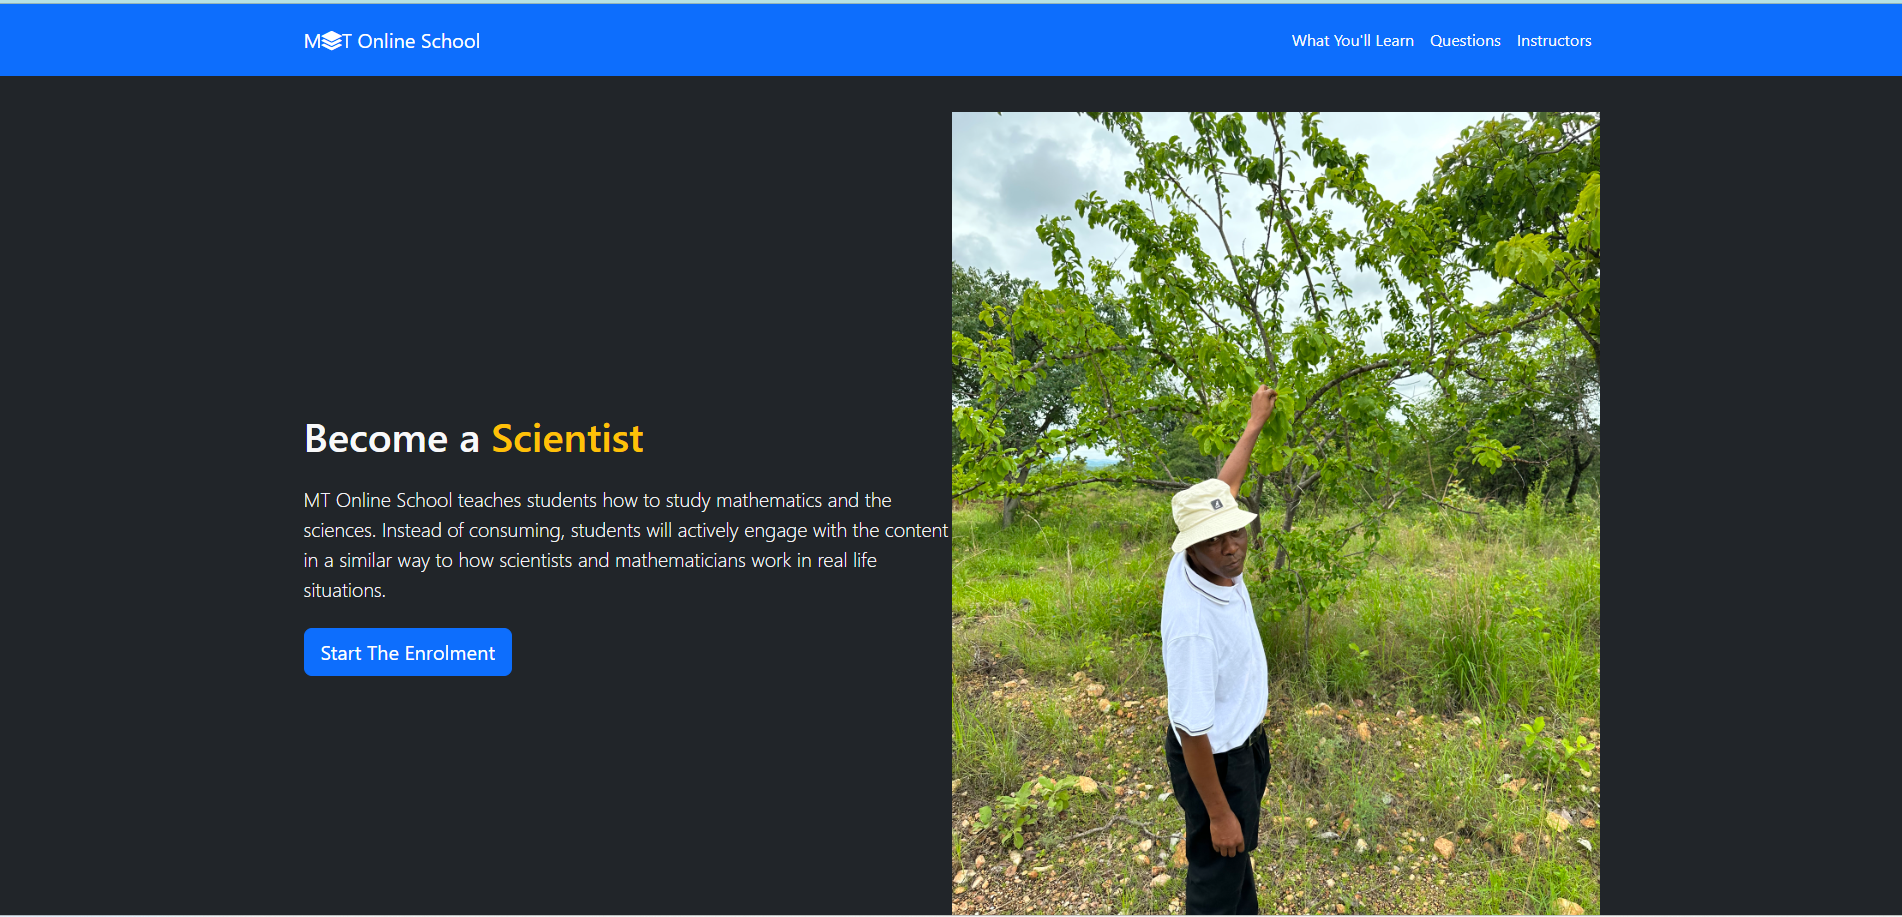 MT Online School
What You'll Learn
Questions
Instructors
Become a Scientist
MT Online School teaches students how to study mathematics and the
sciences. Instead of consuming, students will actively engage with the content
in a similar way to how scientists and mathematicians work in real life
situations.
Start The Enrolment